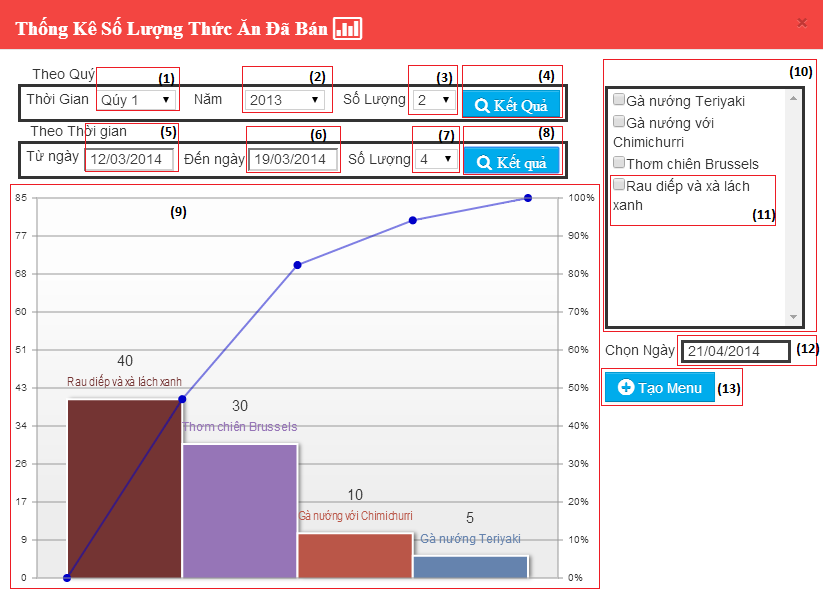 Thống Kê Số Lượng Thức Ăn Đã Bán
×
Theo Quý
(1)
(2)
(3)
(4)
Thời Gian Qúy 1 Năm 2013 Số Lượng 2 Kết Quả
Theo Thời gian
(5)
(6)
(7)
(8)
Từ ngày 12/03/2014 Đến ngày 19/03/2014 Số Lượng 4 Kết quả
(9)
85
77
68
60
51
43
34
26
17
9
0
40
Rau diếp và xà lách xanh
30
Thơm chiên Brussels
10
Gà nướng với Chimichurri
5
Gà nướng Teriyaki
100%
90%
80%
70%
60%
50%
40%
30%
20%
10%
0%
(10)
Gà nướng Teriyaki
Gà nướng với
Chimichurri
Thơm chiên Brussels
Rau diếp và xà lách
xanh
(11)
Chọn Ngày 21/04/2014 (12)
Tạo Menu (13)